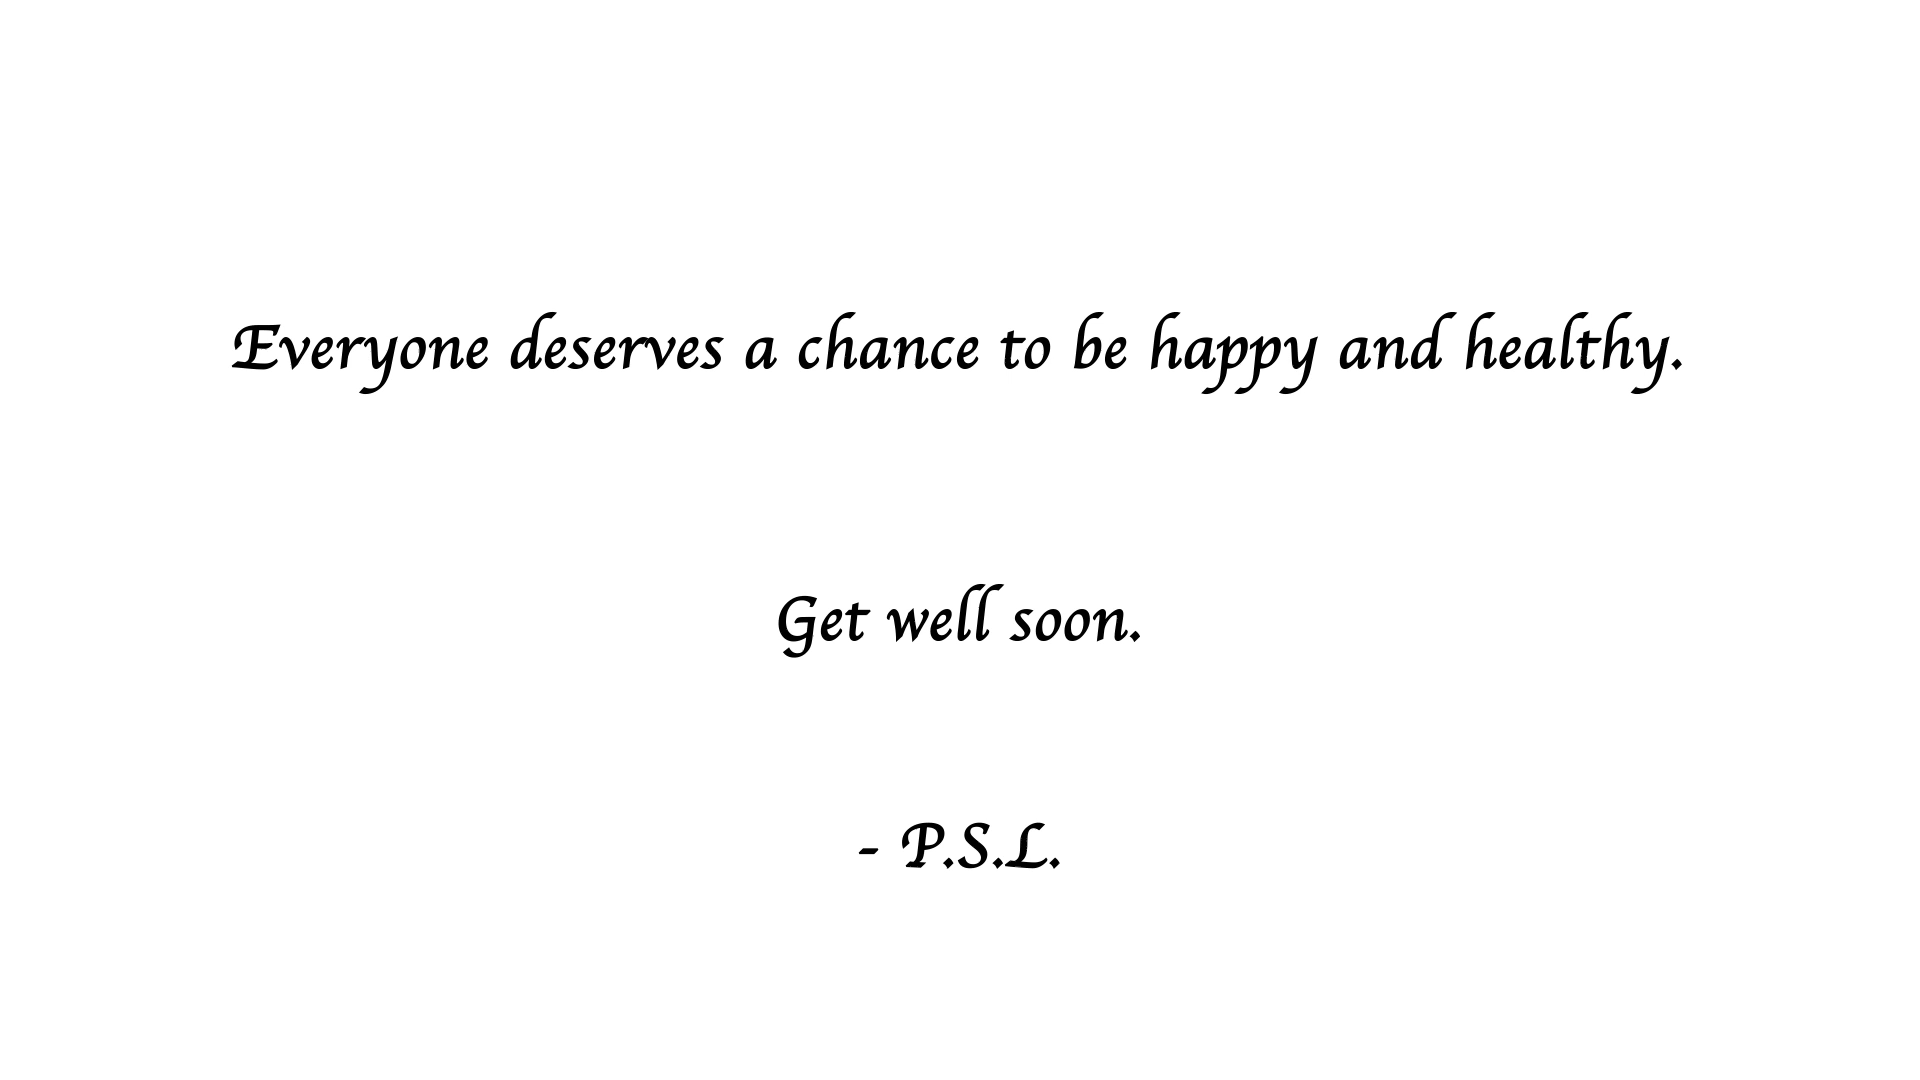 Everyone deserves a chance to be happy and healthy.
Get well soon.
- P.S.L.